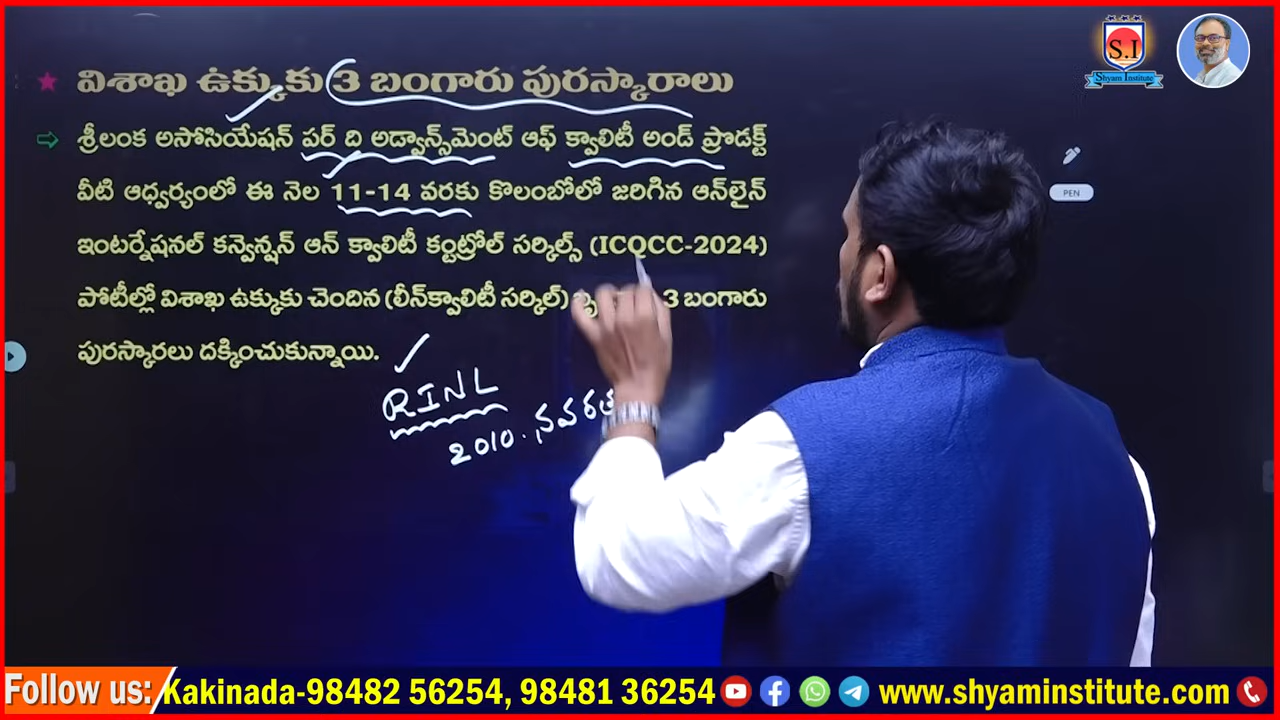 S.I
Shyam Institute
★ విశాఖ ఉక్కుకు 3 బంగారు పురస్కారాలు
శ్రీలంక అసోసియేషన్ పర్ ది అడ్వాన్స్‌మెంట్ ఆఫ్ క్వాలిటీ అండ్ ప్రొడక్ట్
వీటి ఆధ్వర్యంలో ఈ నెల 11-14 వరకు కొలంబోలో జరిగిన ఆన్‌లైన్
ఇంటర్నేషనల్ కన్వెన్షన్ ఆన్ క్వాలిటీ కంట్రోల్ సర్కిల్స్ (ICQCC-2024)
పోటీల్లో విశాఖ ఉక్కుకు చెందిన (లీన్‌క్వాలిటీ సర్కిల్) 3 బంగారు
పురస్కారలు దక్కించుకున్నాయి.
PEN
RINL
2010.
Follow us: Kakinada-98482 56254, 98481 36254 www.shyaminstitute.com